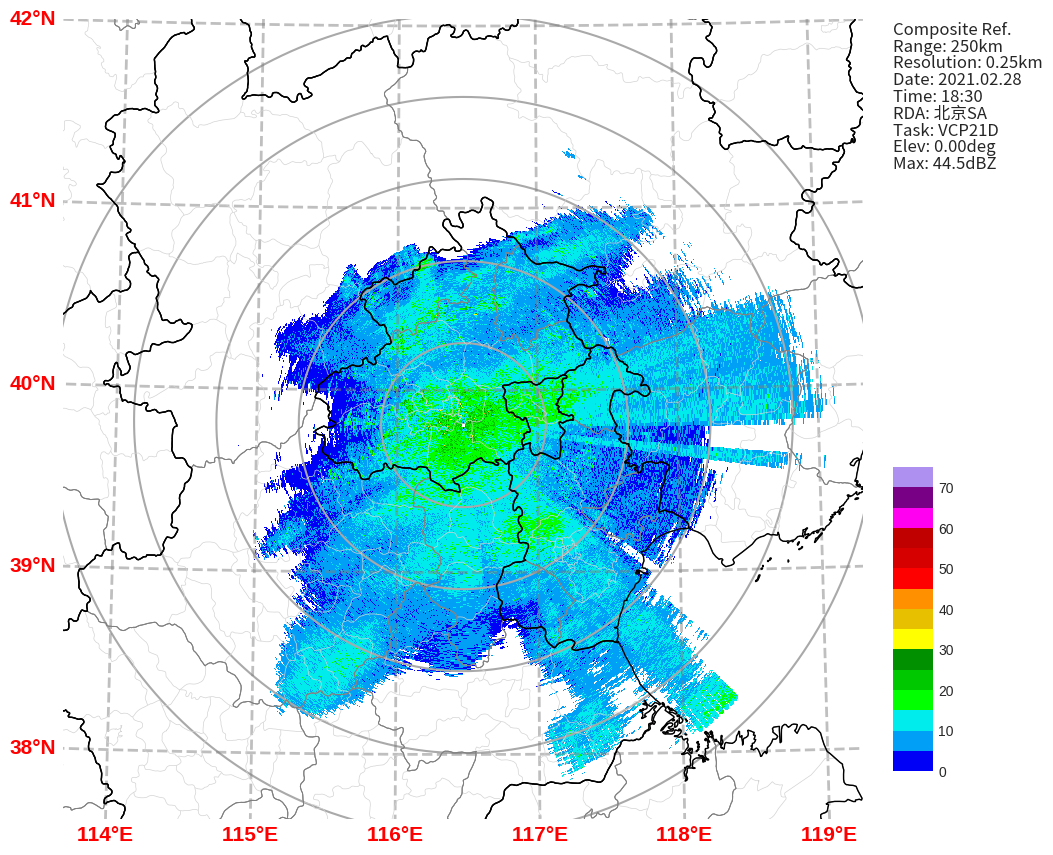 42°N
41°N
40°N
39°N
38°N
114°E
115°E
116°E
117°E
118°E
119°E
Composite Ref.
Range: 250km
Resolution: 0.25km
Date: 2021.02.28
Time: 18:30
RDA: 北京SA
Task: VCP21D
Elev: 0.00deg
Max: 44.5dBZ
70
60
50
40
30
20
10
0